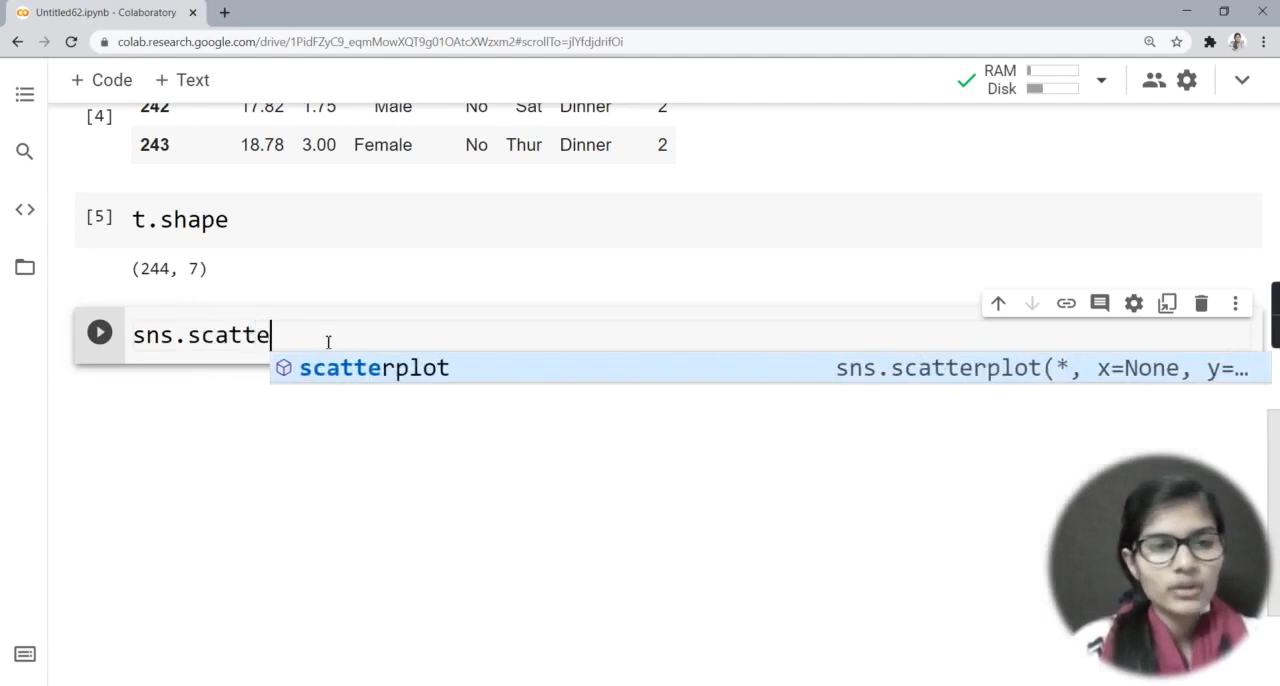 Untitled62.ipynb - Colaboratory
colab.research.google.com/drive/1PidFZyC9_eqmMowXQT9g01OAtcXWzxm2#scrollTo=jlYfdjdrifOi
+ Code + Text
RAM
Disk
[4]
242 17.82 1.75 Male No Sat Dinner 2
243 18.78 3.00 Female No Thur Dinner 2
[5] t.shape
(244, 7)
sns.scatte
scatterplot sns.scatterplot(*, x=None, y=…